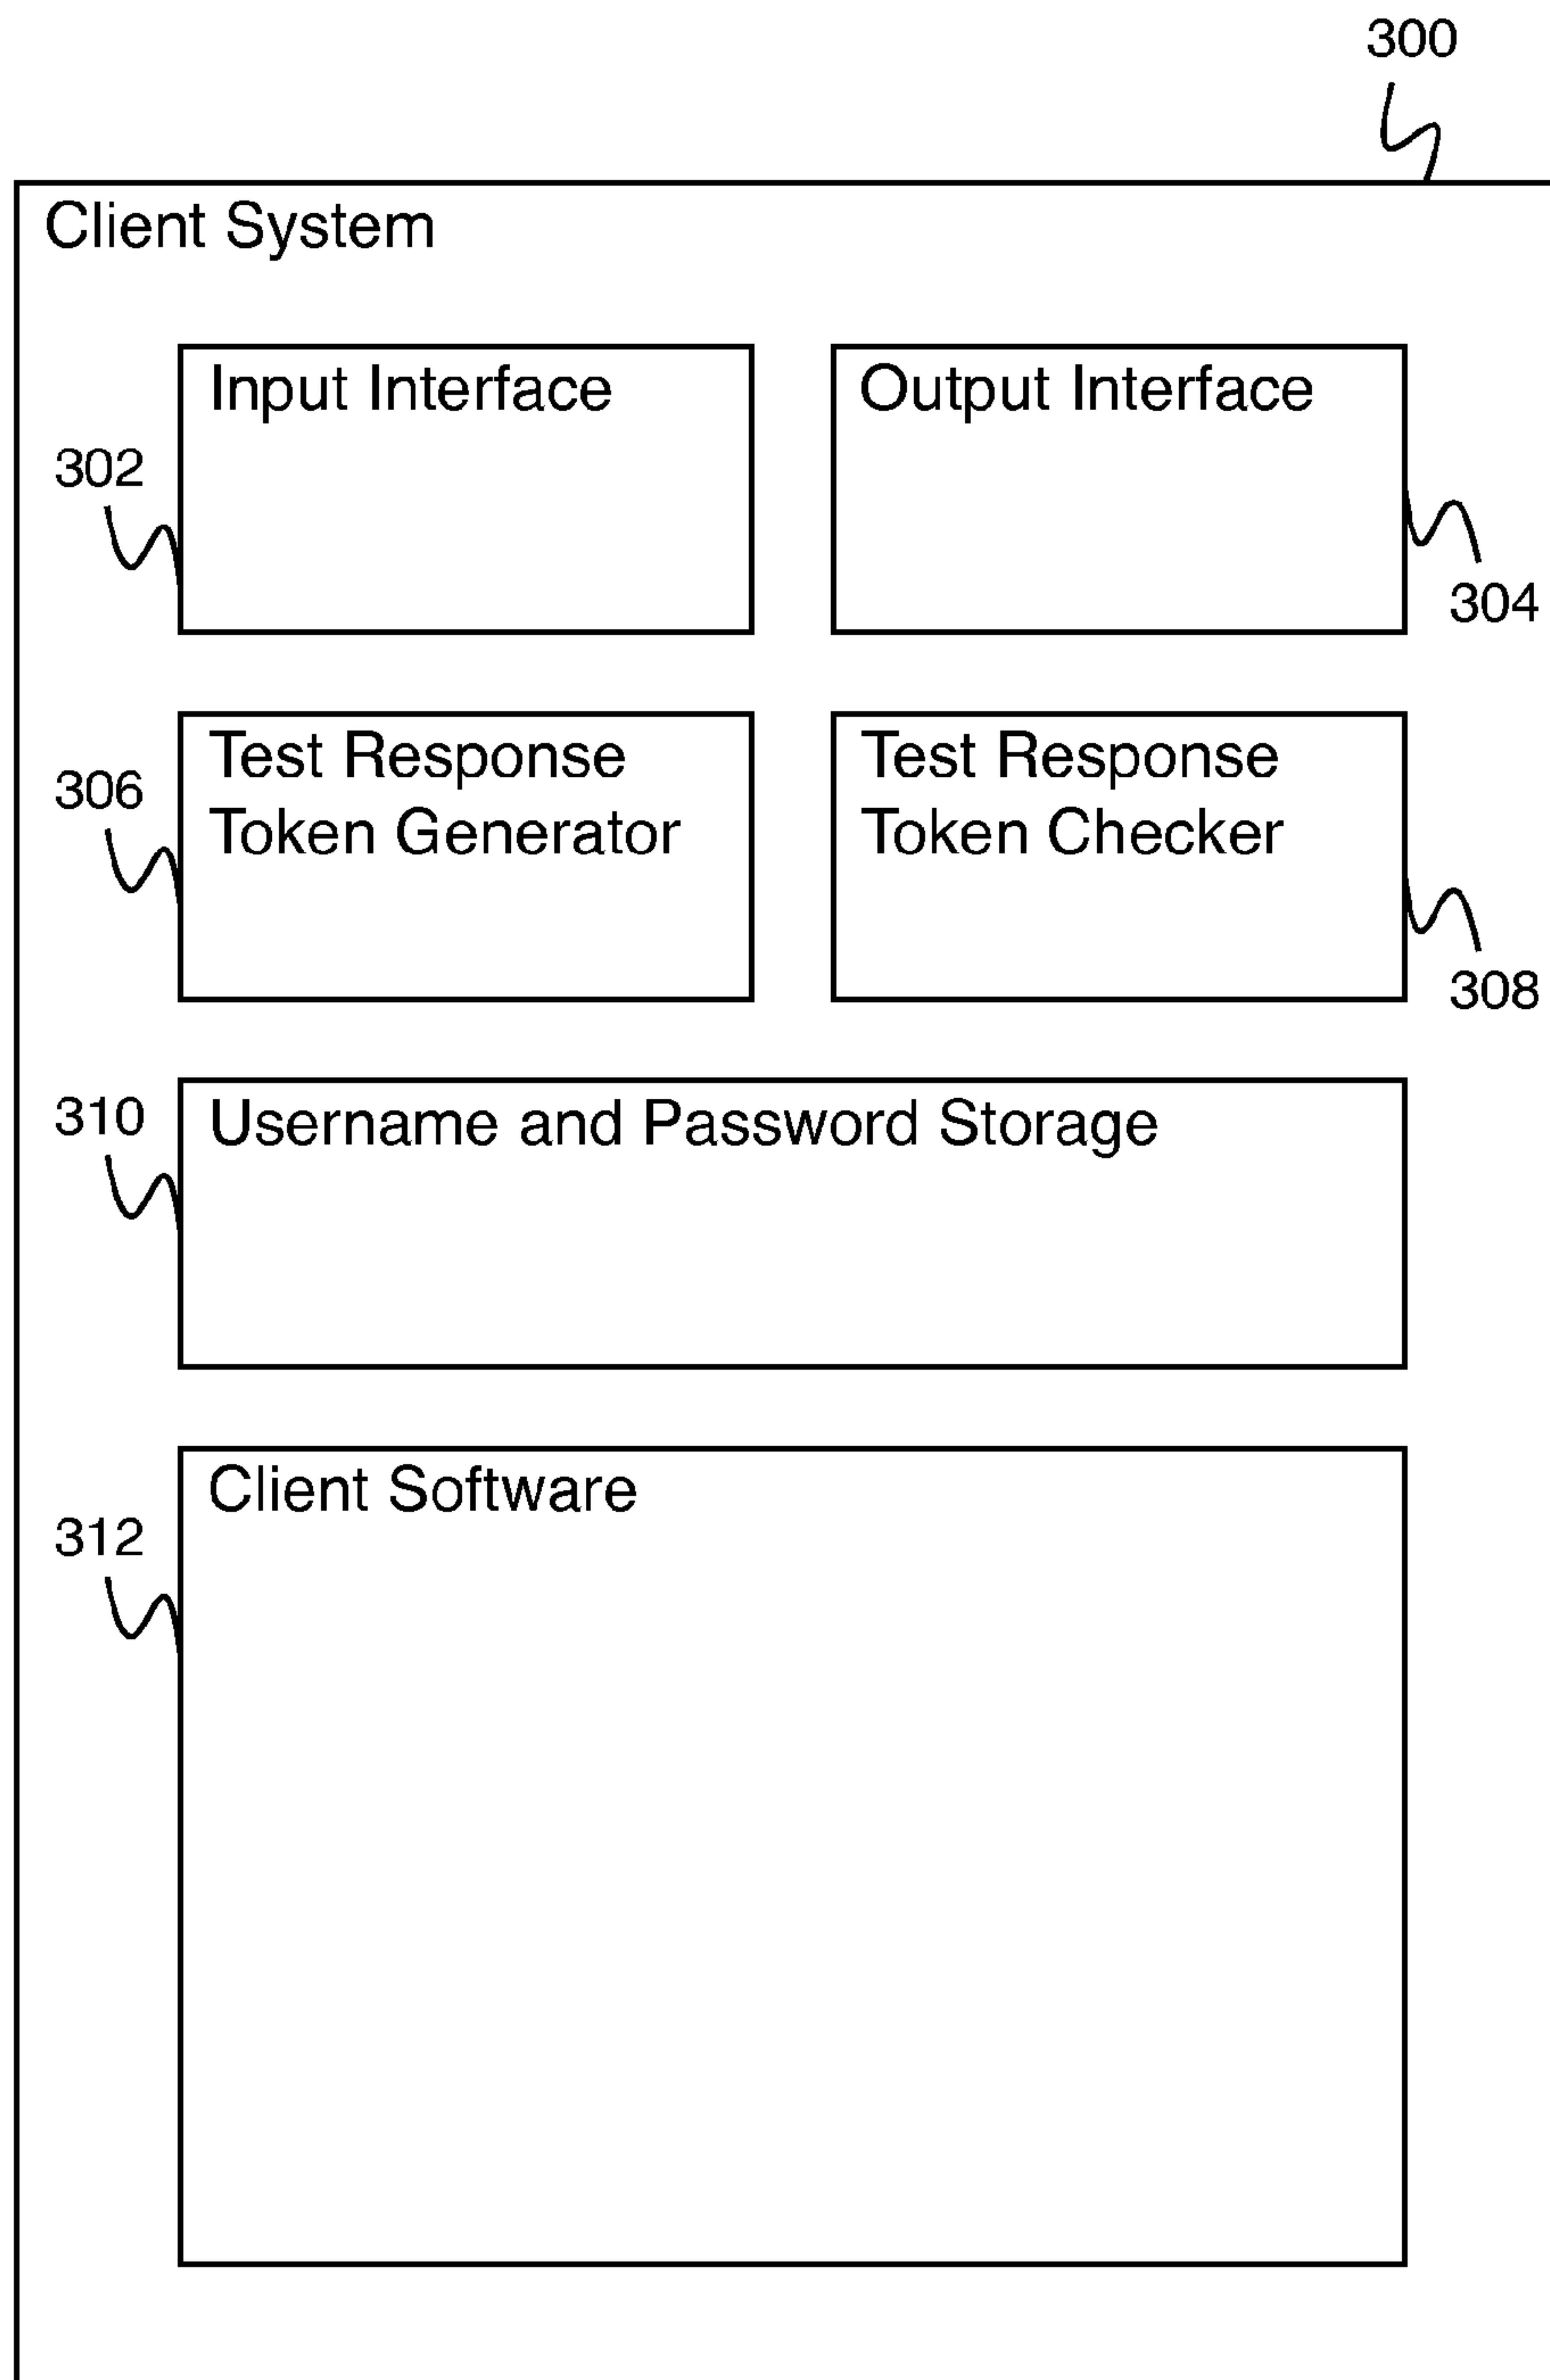 300
Client System
Input Interface
Output Interface
302
304
Test Response
Token Generator
Test Response
Token Checker
306
308
310
Username and Password Storage
Client Software
312